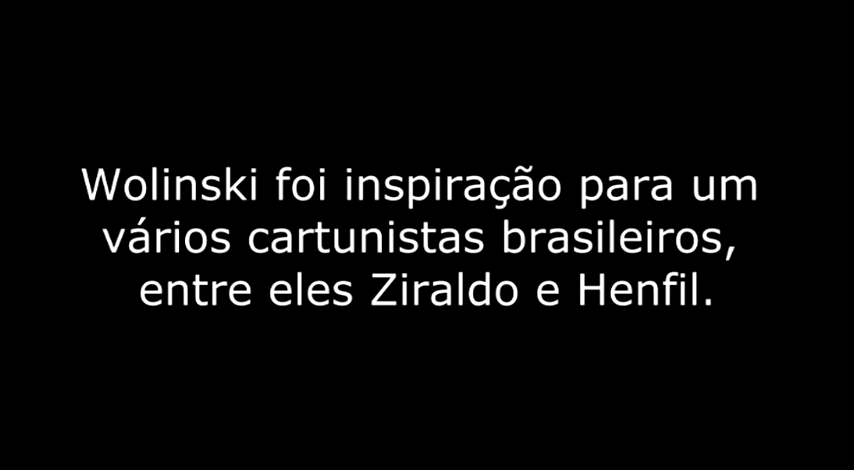 Wolinski foi inspiração para um
vários cartunistas brasileiros,
entre eles Ziraldo e Henfil.